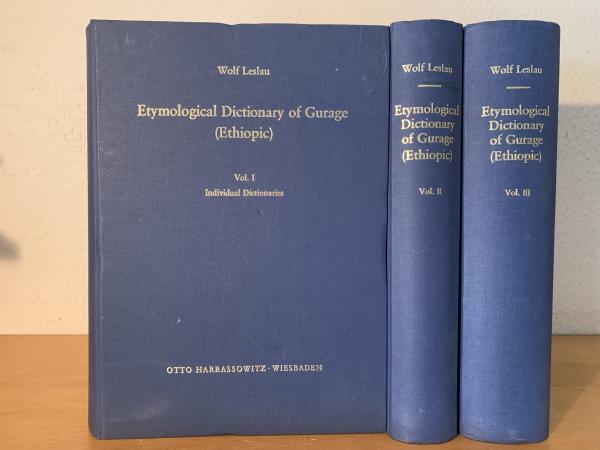 Wolf Leslau
Etymological Dictionary of Gurage
(Ethiopic)
Vol. I
Individual Dictionaries
OTTO HARRASSOWITZ · WIESBADEN
Wolf Leslau
Etymological
Dictionary
of Gurage
(Ethiopic)
Vol. II
Wolf Leslau
Etymological
Dictionary
of Gurage
(Ethiopic)
Vol. III